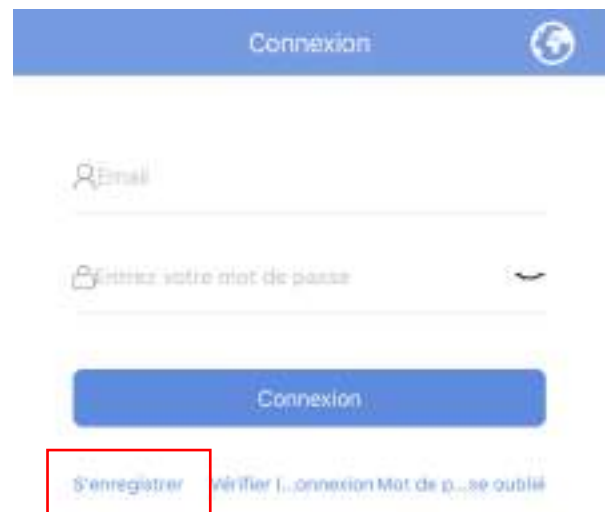 Connexion
Email
Entrez votre mot de passe
Connexion
S'enregistrer Vérifier l...onnexion Mot de p...se oublié